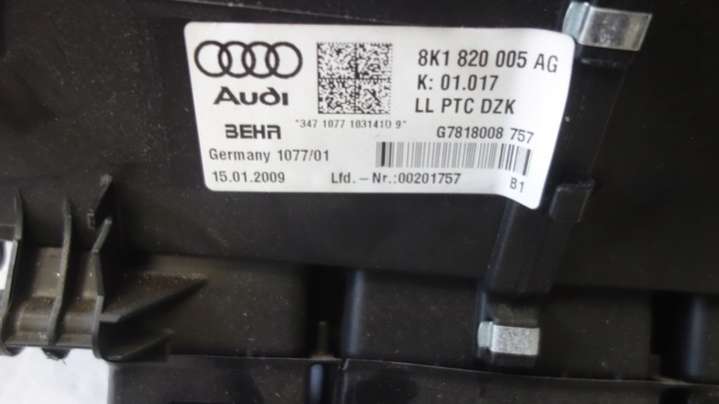 8K1 820 005 AG
K: 01.017
Audi
LL PTC DZK
"347 1077 1031410 9"
BEHR
G7818008 757
Germany 1077/01
15.01.2009 Lfd. - Nr.:00201757
B1